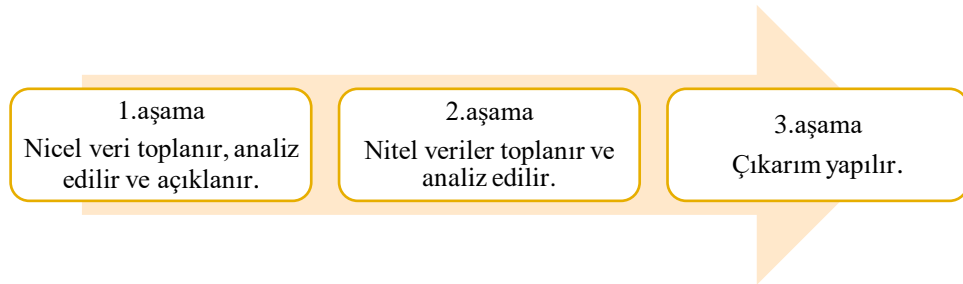 1.aşama
Nicel veri toplanır, analiz
edilir ve açıklanır.
2.aşama
Nitel veriler toplanır ve
analiz edilir.
3.aşama
Çıkarım yapılır.